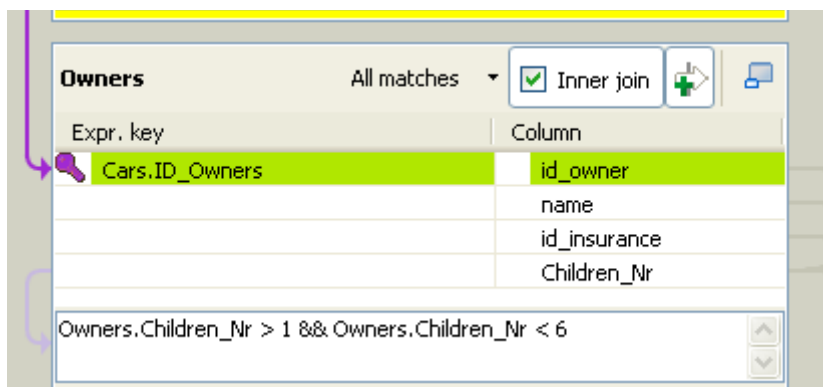 Owners All matches Inner join
Expr. key Column
Cars.ID_Owners id_owner
name
id_insurance
Children_Nr
Owners.Children_Nr > 1 && Owners.Children_Nr < 6